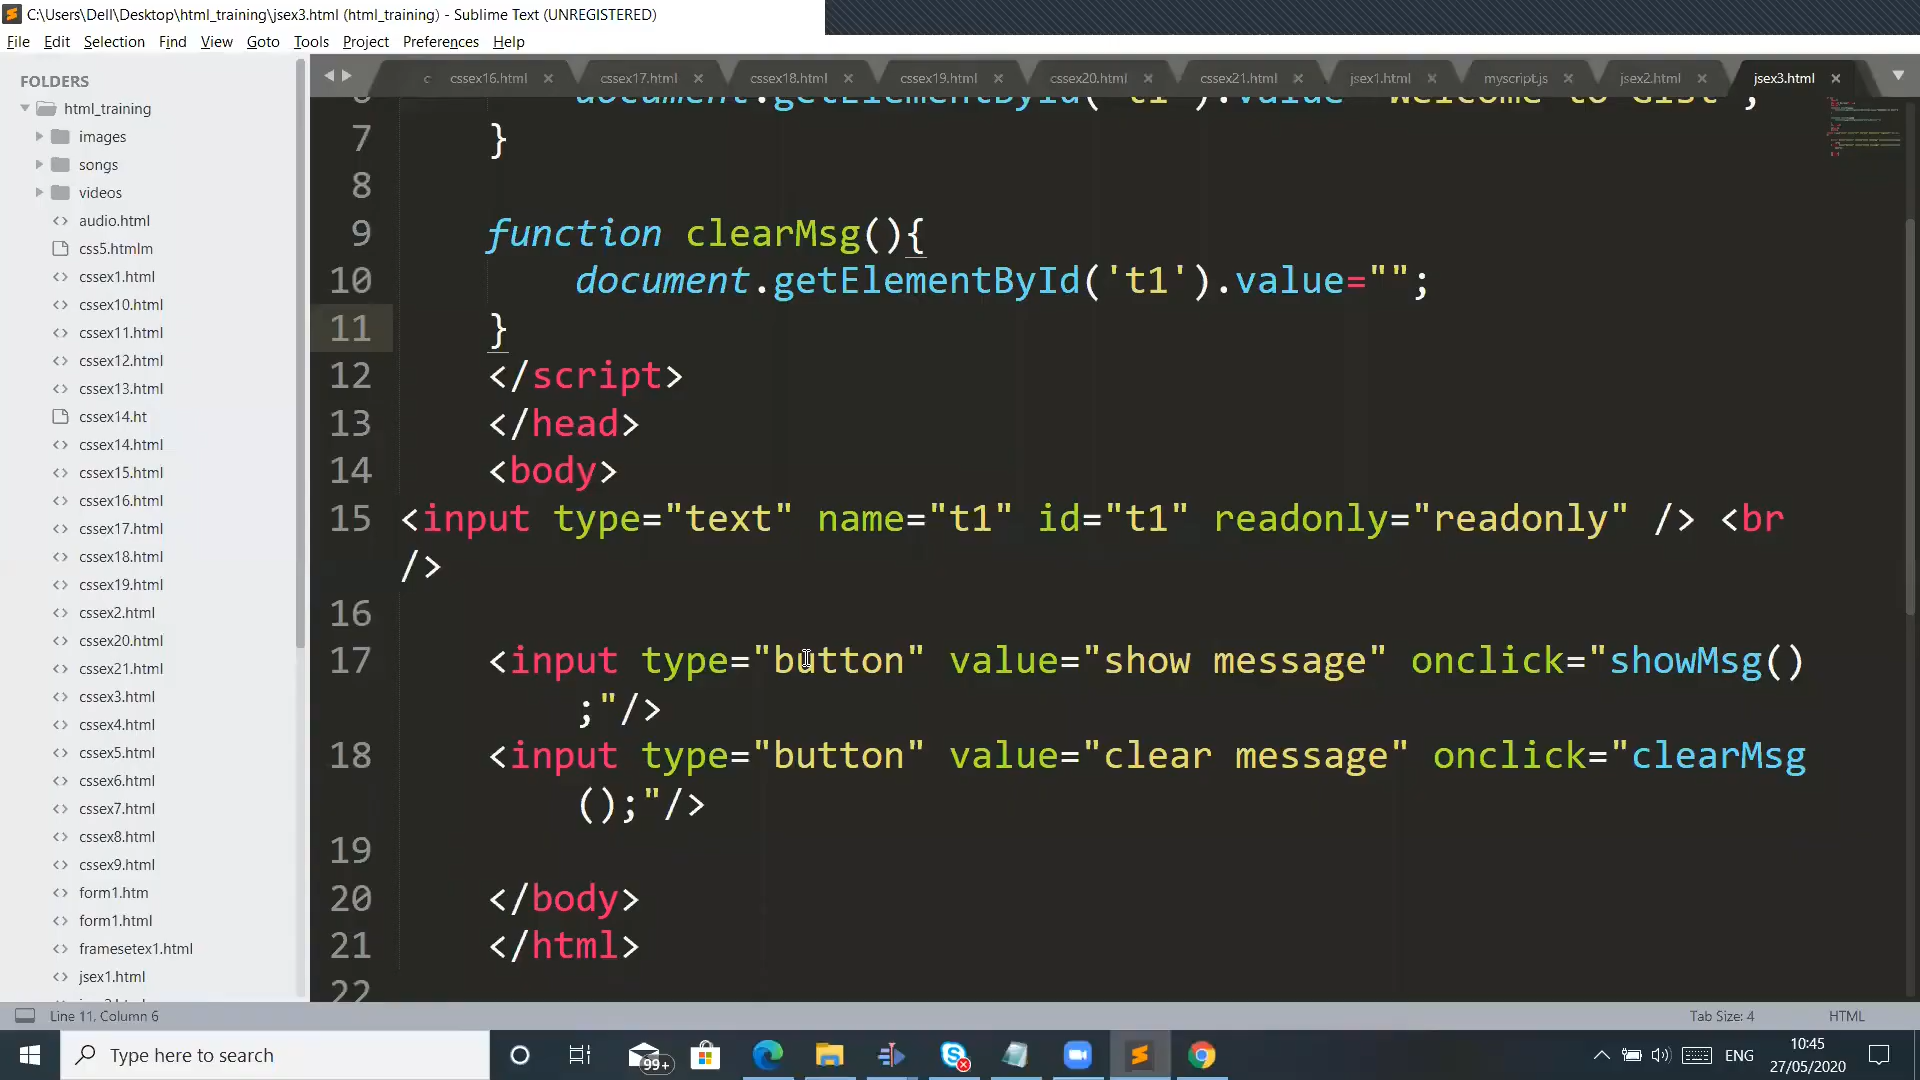 C:\Users\Dell\Desktop\html_training\jsex3.html (html_training) - Sublime Text (UNREGISTERED)
File Edit Selection Find View Goto Tools Project Preferences Help
FOLDERS
html_training
images
songs
videos
audio.html
css5.htmlm
cssex1.html
cssex10.html
cssex11.html
cssex12.html
cssex13.html
cssex14.ht
cssex14.html
cssex15.html
cssex16.html
cssex17.html
cssex18.html
cssex19.html
cssex2.html
cssex20.html
cssex21.html
cssex3.html
cssex4.html
cssex5.html
cssex6.html
cssex7.html
cssex8.html
cssex9.html
form1.htm
form1.html
framesetex1.html
jsex1.html
c cssex16.html cssex17.html cssex18.html cssex19.html cssex20.html cssex21.html jsex1.html myscript.js jsex2.html jsex3.html
document.getElementById('t1').value="Welcome to Gist";
7 }
8
9 function clearMsg(){
10 document.getElementById('t1').value="";
11 }
12 </script>
13 </head>
14 <body>
15 <input type="text" name="t1" id="t1" readonly="readonly" /> <br
/>
16
17 <input type="button" value="show message" onclick="showMsg()
;"/>
18 <input type="button" value="clear message" onclick="clearMsg
();"/>
19
20 </body>
21 </html>
22
Line 11, Column 6
Tab Size: 4 HTML
Type here to search
99+
ENG
10:45
27/05/2020